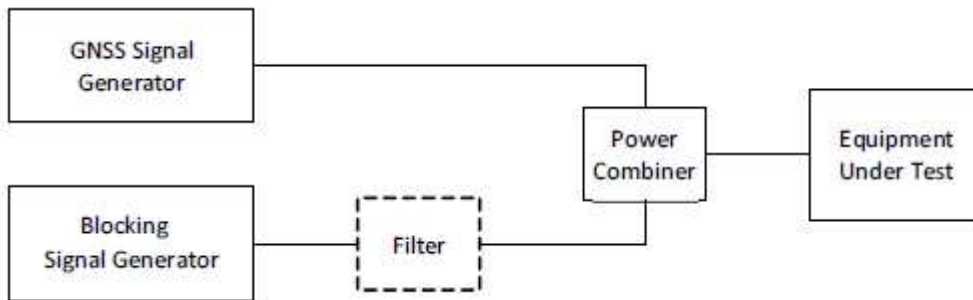 GNSS Signal
Generator
Power
Combiner
Equipment
Under Test
Blocking
Signal Generator
Filter